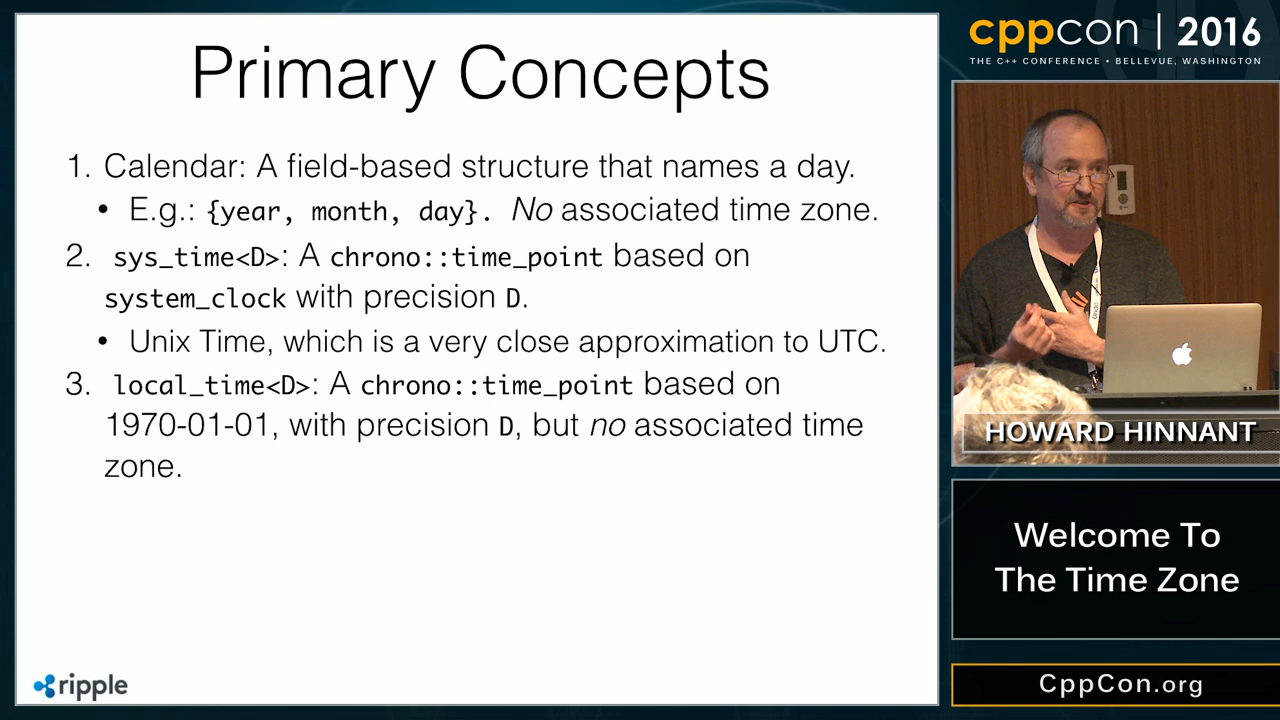 Primary Concepts
1. Calendar: A field-based structure that names a day.
• E.g.: {year, month, day}. No associated time zone.
2. sys_time<D>: A chrono::time_point based on
system_clock with precision D.
• Unix Time, which is a very close approximation to UTC.
3. local_time<D>: A chrono::time_point based on
1970-01-01, with precision D, but no associated time
zone.
ripple
cppcon | 2016
THE C++ CONFERENCE • BELLEVUE, WASHINGTON
HOWARD HINNANT
Welcome To
The Time Zone
CppCon.org